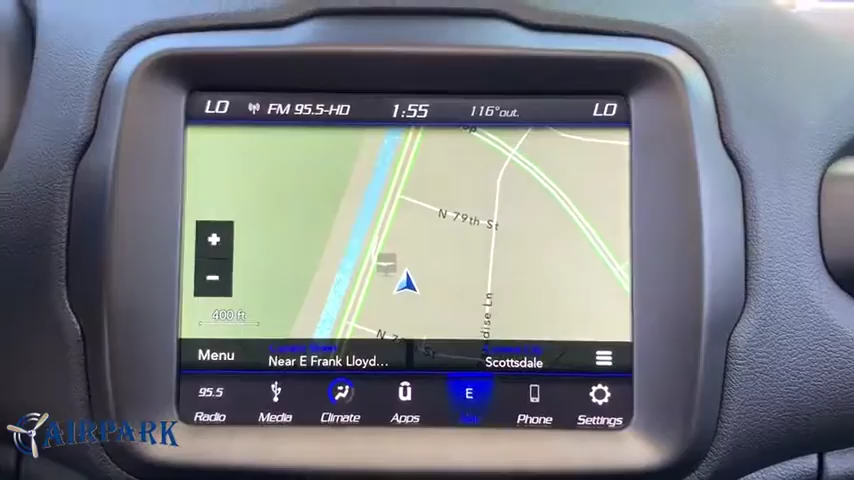 LO FM 95.5-HD 1:55 116°out. LO
N 79th St
+
-
400 ft
Menu
Near E Frank Lloyd...
Scottsdale
95.5 E
Radio Media Climate Apps Phone Settings
AIRPARK